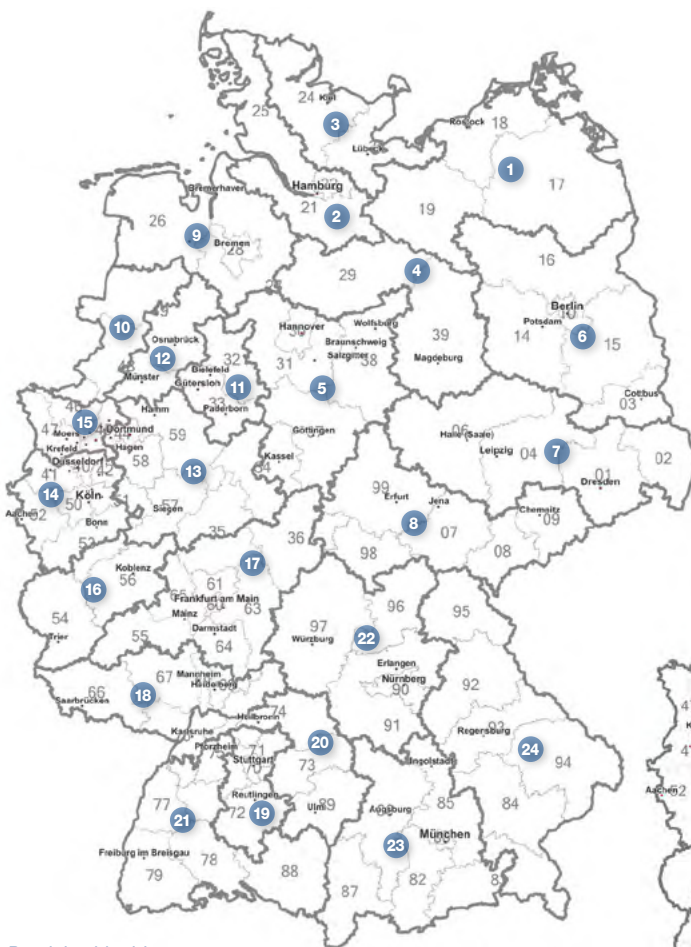 24
Kiel
25
3
18
Rostock
Lübeck
1
17
Hamburg
Bremerhaven
21
2
19
26
9
Bremen
28
16
4
29
Berlin
10
Potsdam
6
14
15
Osnabrück
12
Münster
Hannover
Wolfsburg
Braunschweig
Salzgitter
38
31
5
39
Magdeburg
Bielefeld
32
Gütersloh
11
33
Paderborn
Cottbus
03
15
47
Moers
Krefeld
Dortmund
Hamm
Hagen
59
58
Göttingen
Kassel
34
06
Halle (Saale)
Leipzig
04
7
01
Dresden
02
Düsseldorf
41
14
Köln
50
Aachen
52
Bonn
53
13
57
Siegen
35
99
Erfurt
Jena
8
07
98
Chemnitz
09
08
36
17
Koblenz
56
16
61
Frankfurt am Main
63
Mainz
Darmstadt
64
55
54
Trier
97
Würzburg
96
22
95
Erlangen
Nürnberg
90
91
92
67
Mannheim
Heidelberg
66
Saarbrücken
18
Heilbronn
74
Karlsruhe
Pforzheim
71
Stuttgart
20
73
Regensburg
93
24
94
Ingolstadt
Reutlingen
72
19
Ulm
89
Augsburg
85
84
77
21
München
23
Freiburg im Breisgau
79
78
88
87
82
Aachen
52